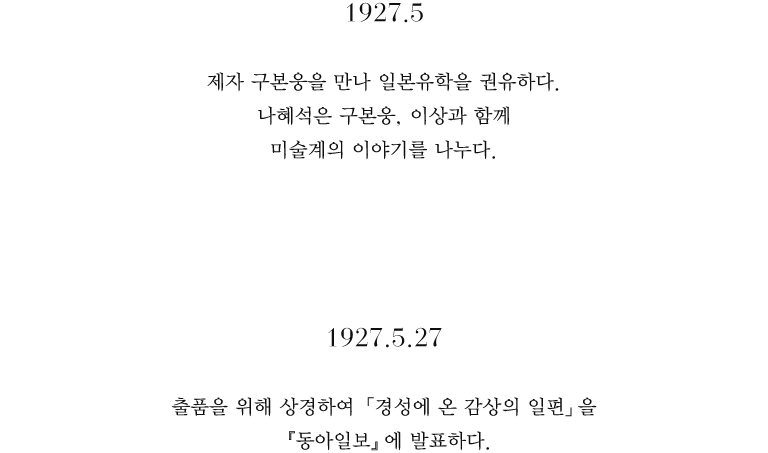 1927.5
제자 구본웅을 만나 일본유학을 권유하다.
나혜석은 구본웅, 이상과 함께
미술계의 이야기를 나누다.
1927.5.27
출품을 위해 상경하여 「경성에 온 감상의 일편」을
『동아일보』에 발표하다.